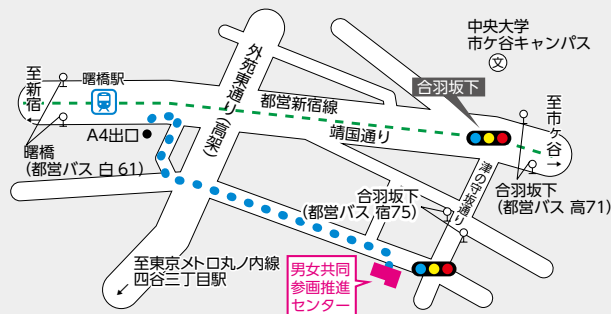 至新宿
曙橋駅
A4出口
曙橋
(都営バス 白 61)
外苑東通り(高架)
都営新宿線
靖国通り
中央大学
市ケ谷キャンパス
文
合羽坂下
至市ケ谷
合羽坂下
(都営バス 高71)
津の守坂通り
合羽坂下
(都営バス 宿75)
至東京メトロ丸ノ内線
四谷三丁目駅
男女共同
参画推進
センター